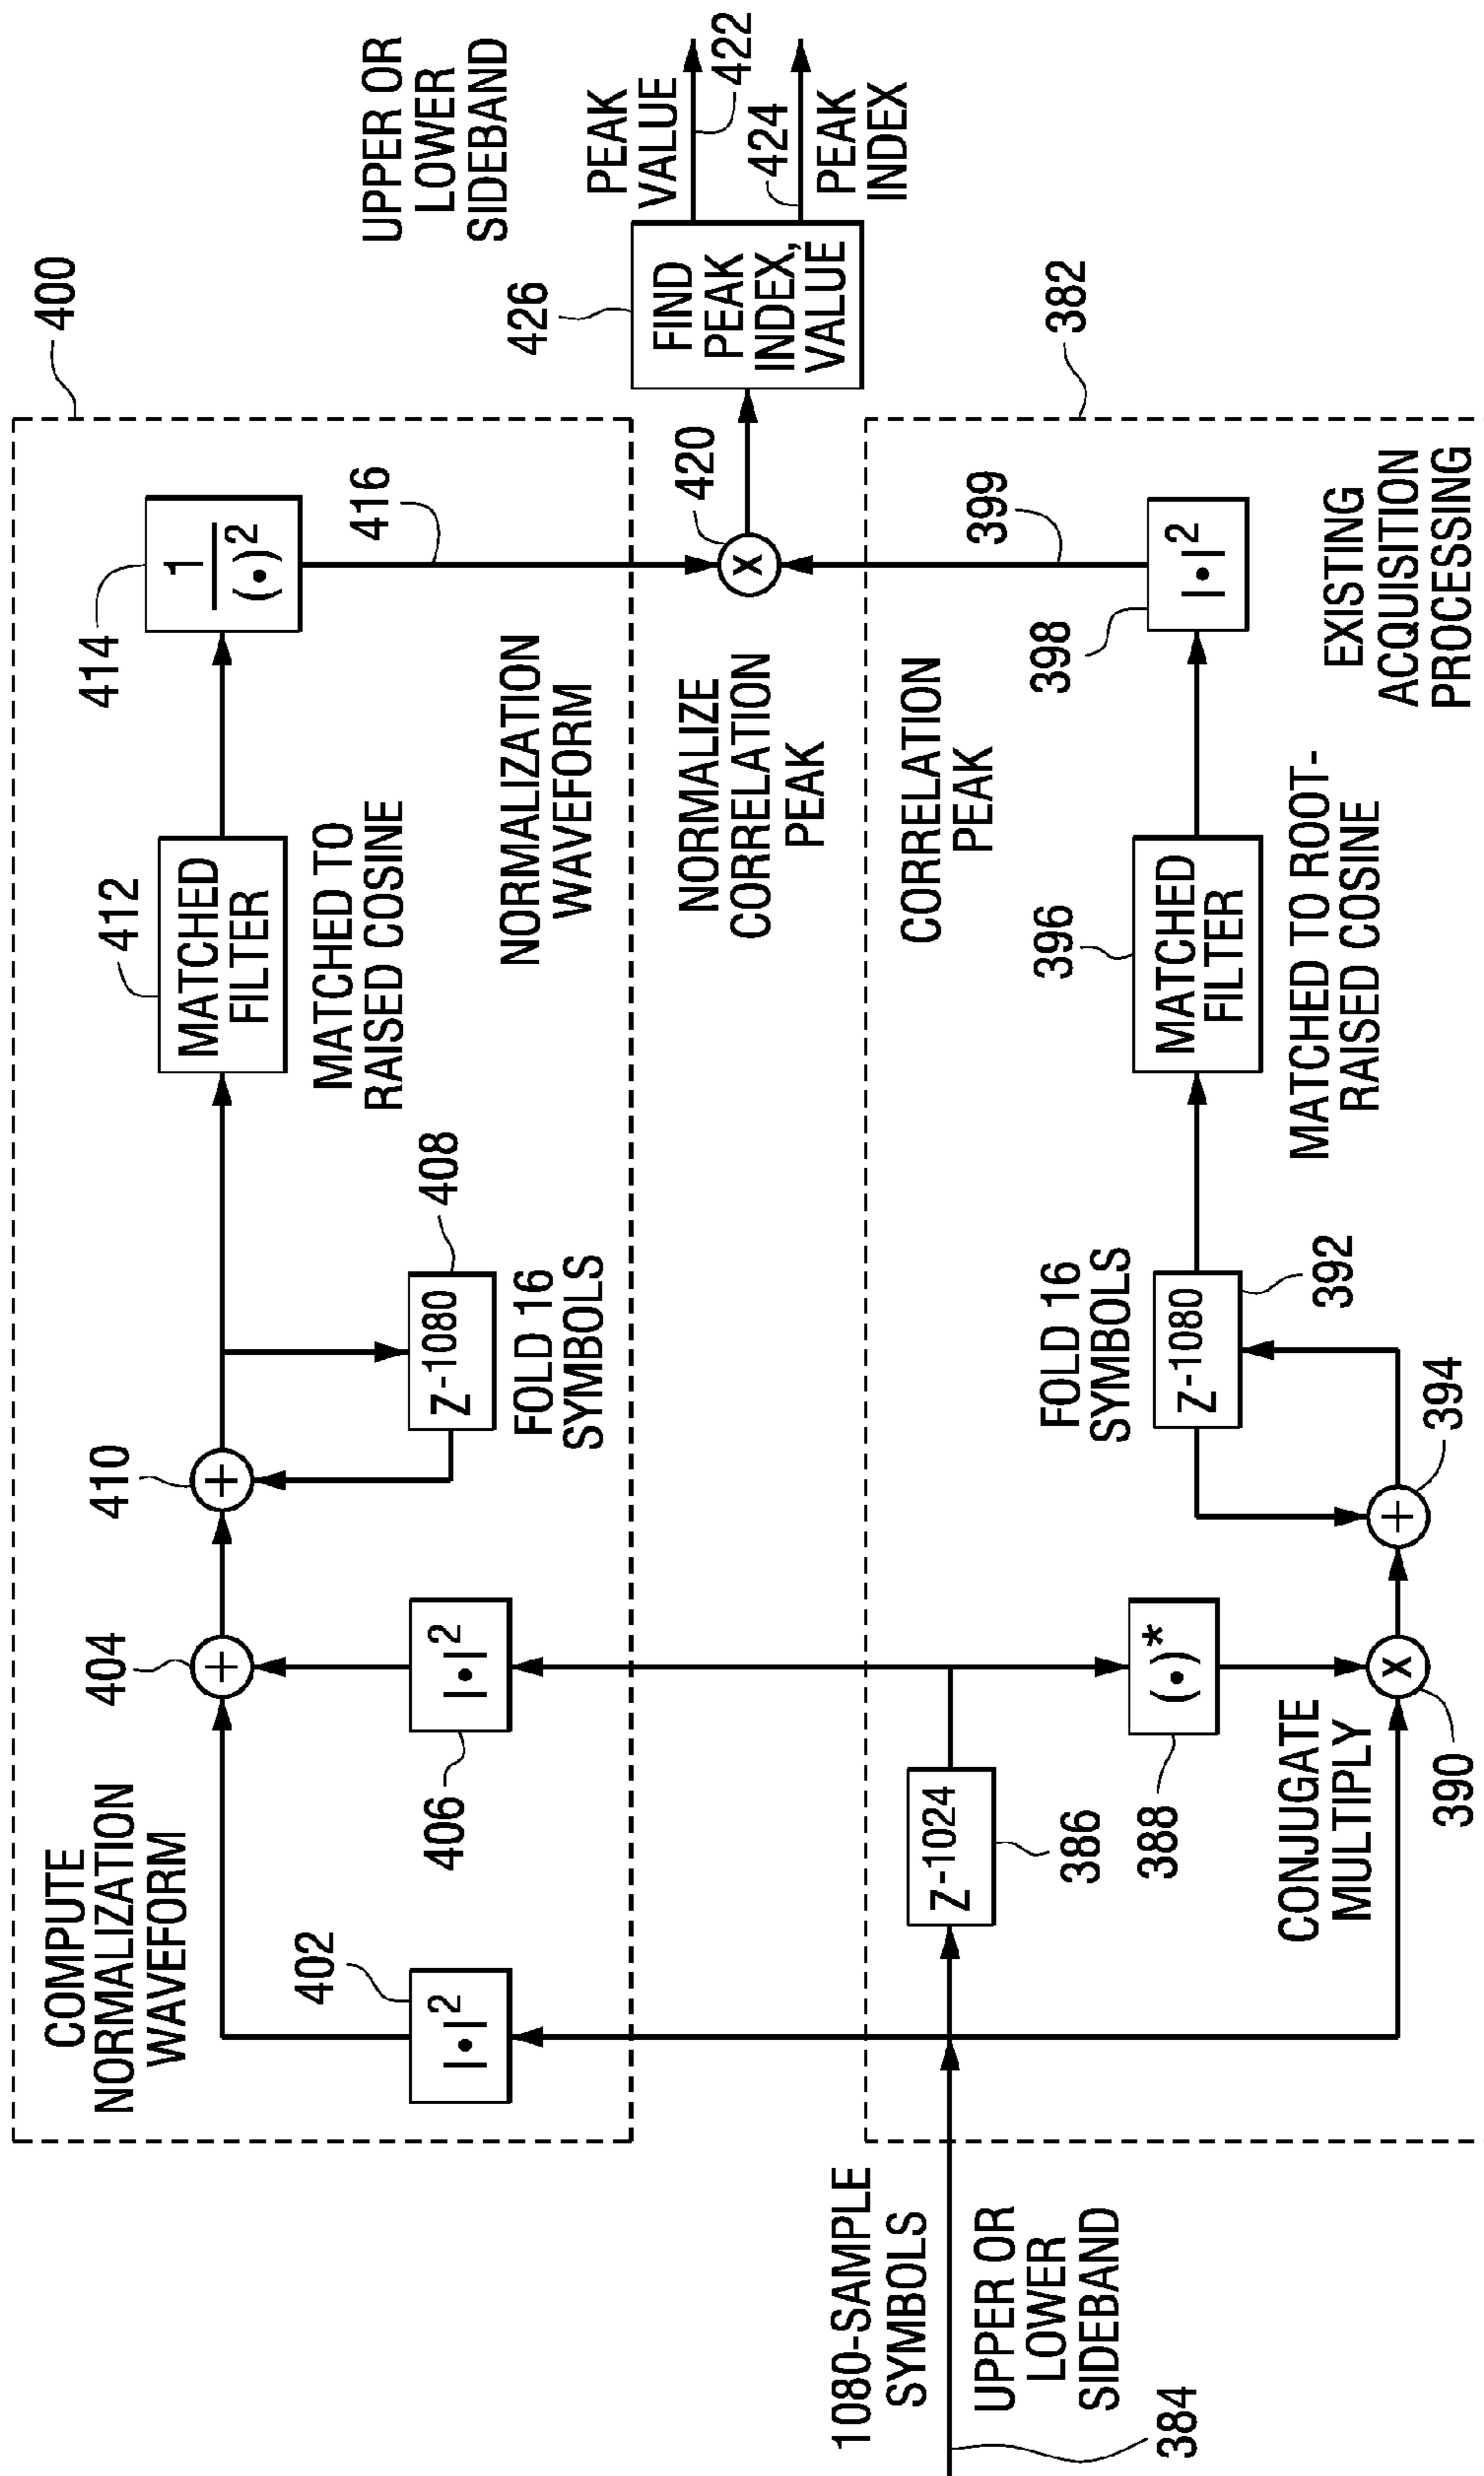 400
COMPUTE
NORMALIZATION
WAVEFORM
402
|•|²
404
+
406
|•|²
410
+
408
Z⁻¹⁰⁸⁰
FOLD 16
SYMBOLS
412
MATCHED
FILTER
MATCHED TO
RAISED COSINE
414
1
(•)²
416
NORMALIZATION
WAVEFORM
NORMALIZE
CORRELATION
PEAK
420
X
426
FIND
PEAK
INDEX,
VALUE
UPPER OR
LOWER
SIDEBAND
PEAK
VALUE
422
424
PEAK
INDEX
1080-SAMPLE
SYMBOLS
UPPER OR
LOWER
SIDEBAND
384
382
Z⁻¹⁰²⁴
386
(•)*
388
CONJUGATE
MULTIPLY
X
390
FOLD 16
SYMBOLS
Z⁻¹⁰⁸⁰
392
+
394
CORRELATION
PEAK
396
MATCHED
FILTER
MATCHED TO ROOT-
RAISED COSINE
398
|•|²
399
EXISTING
ACQUISITION
PROCESSING